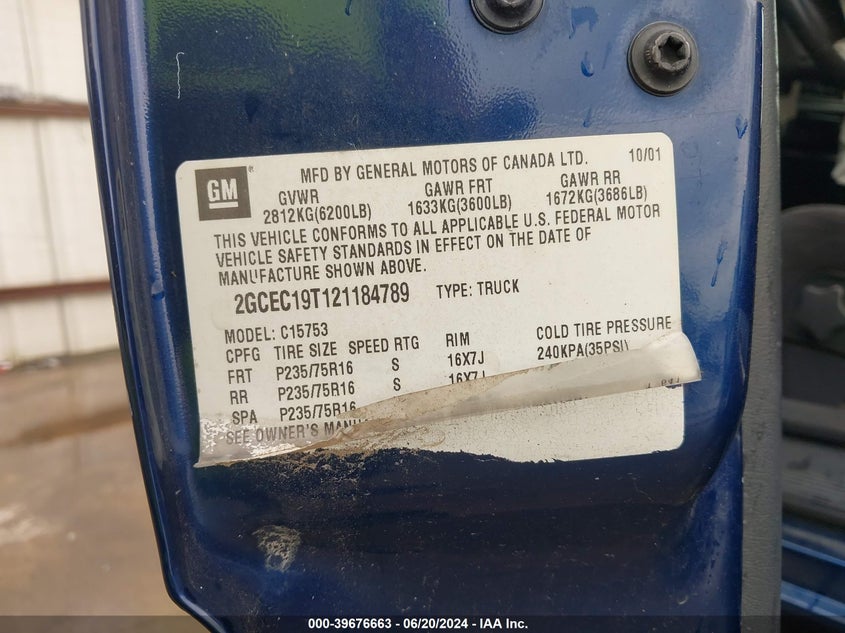 GM
MFD BY GENERAL MOTORS OF CANADA LTD. 10/01
GVWR GAWR FRT GAWR RR
2812KG(6200LB) 1633KG(3600LB) 1672KG(3686LB)
THIS VEHICLE CONFORMS TO ALL APPLICABLE U.S. FEDERAL MOTOR
VEHICLE SAFETY STANDARDS IN EFFECT ON THE DATE OF
MANUFACTURE SHOWN ABOVE.
2GCEC19T121184789 TYPE: TRUCK
MODEL: C15753
CPFG TIRE SIZE SPEED RTG RIM COLD TIRE PRESSURE
FRT P235/75R16 S 16X7J 240KPA(35PSI)
RR P235/75R16 S 16X7J
SPA P235/75R16
SEE OWNER'S
000-39676663 / 06/20/2024 - IAA Inc.